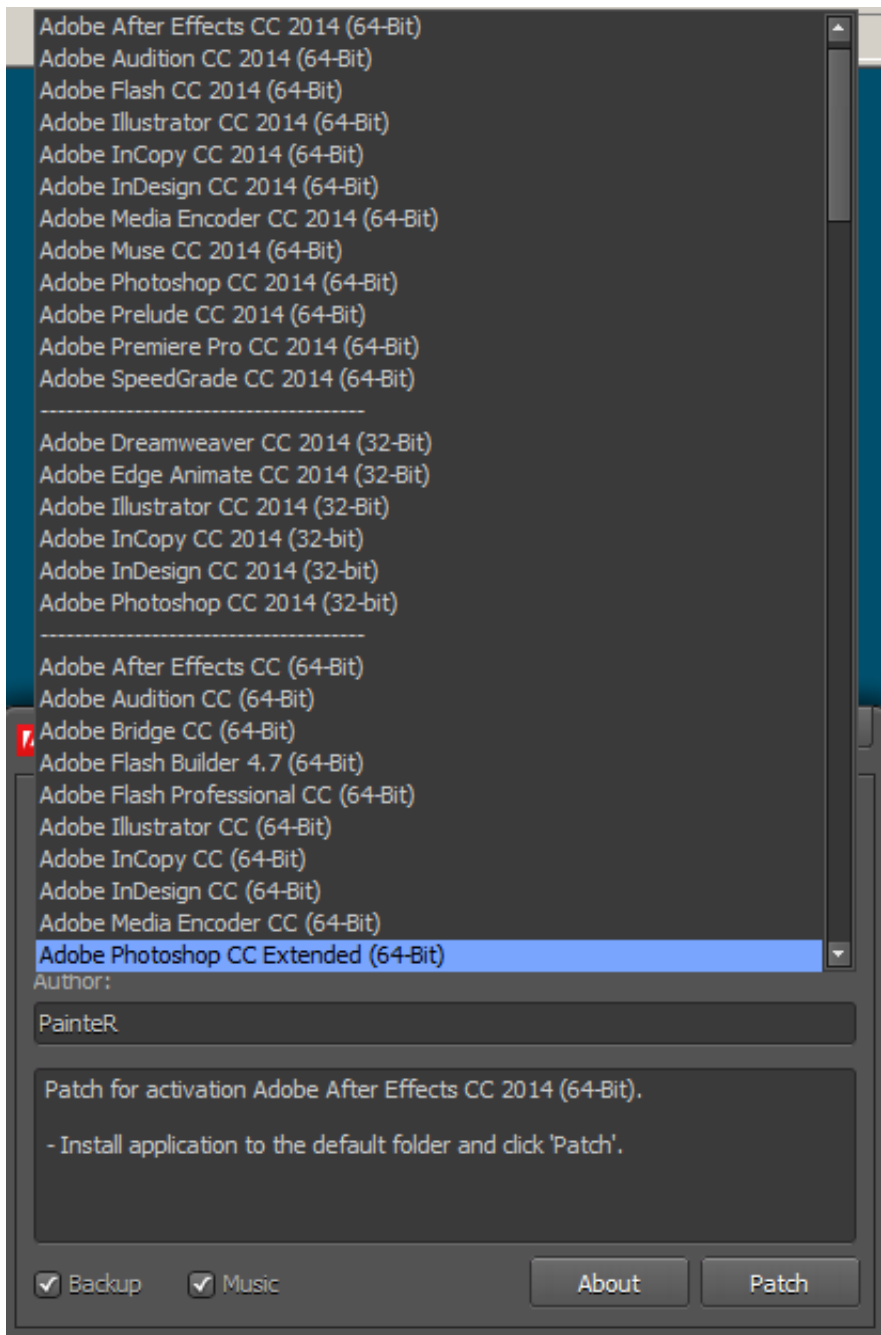 Adobe After Effects CC 2014 (64-Bit)
Adobe Audition CC 2014 (64-Bit)
Adobe Flash CC 2014 (64-Bit)
Adobe Illustrator CC 2014 (64-Bit)
Adobe InCopy CC 2014 (64-Bit)
Adobe InDesign CC 2014 (64-Bit)
Adobe Media Encoder CC 2014 (64-Bit)
Adobe Muse CC 2014 (64-Bit)
Adobe Photoshop CC 2014 (64-Bit)
Adobe Prelude CC 2014 (64-Bit)
Adobe Premiere Pro CC 2014 (64-Bit)
Adobe SpeedGrade CC 2014 (64-Bit)
-------------------------------------
Adobe Dreamweaver CC 2014 (32-Bit)
Adobe Edge Animate CC 2014 (32-Bit)
Adobe Illustrator CC 2014 (32-Bit)
Adobe InCopy CC 2014 (32-bit)
Adobe InDesign CC 2014 (32-bit)
Adobe Photoshop CC 2014 (32-bit)
-------------------------------------
Adobe After Effects CC (64-Bit)
Adobe Audition CC (64-Bit)
Adobe Bridge CC (64-Bit)
Adobe Flash Builder 4.7 (64-Bit)
Adobe Flash Professional CC (64-Bit)
Adobe Illustrator CC (64-Bit)
Adobe InCopy CC (64-Bit)
Adobe InDesign CC (64-Bit)
Adobe Media Encoder CC (64-Bit)
Adobe Photoshop CC Extended (64-Bit)
Author:
PainteR
Patch for activation Adobe After Effects CC 2014 (64-Bit).
- Install application to the default folder and click 'Patch'.
Backup Music About Patch